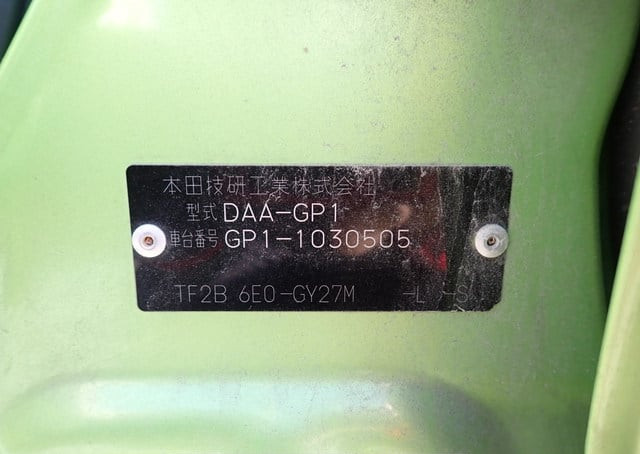 本田技研工業株式会社
型式 DAA-GP1
車台番号 GP1-1030505
TF2B 6E0-GY27M -L -S